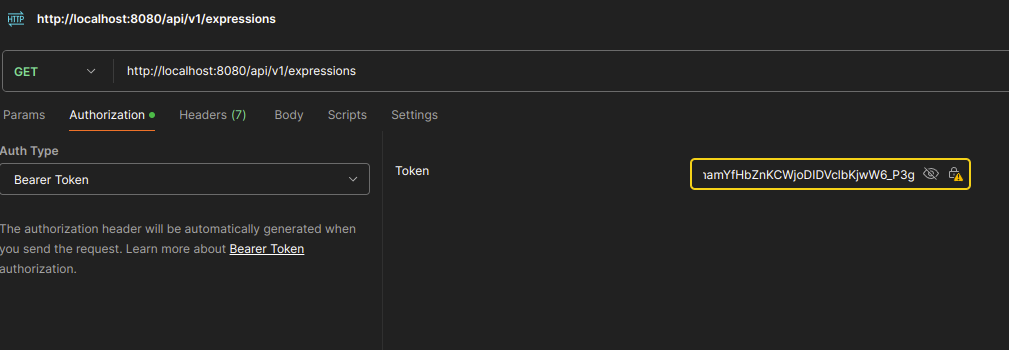 HTTP http://localhost:8080/api/v1/expressions
GET http://localhost:8080/api/v1/expressions
Params Authorization Headers (7) Body Scripts Settings
Auth Type
Bearer Token
Token
The authorization header will be automatically generated when
you send the request. Learn more about Bearer Token
authorization.